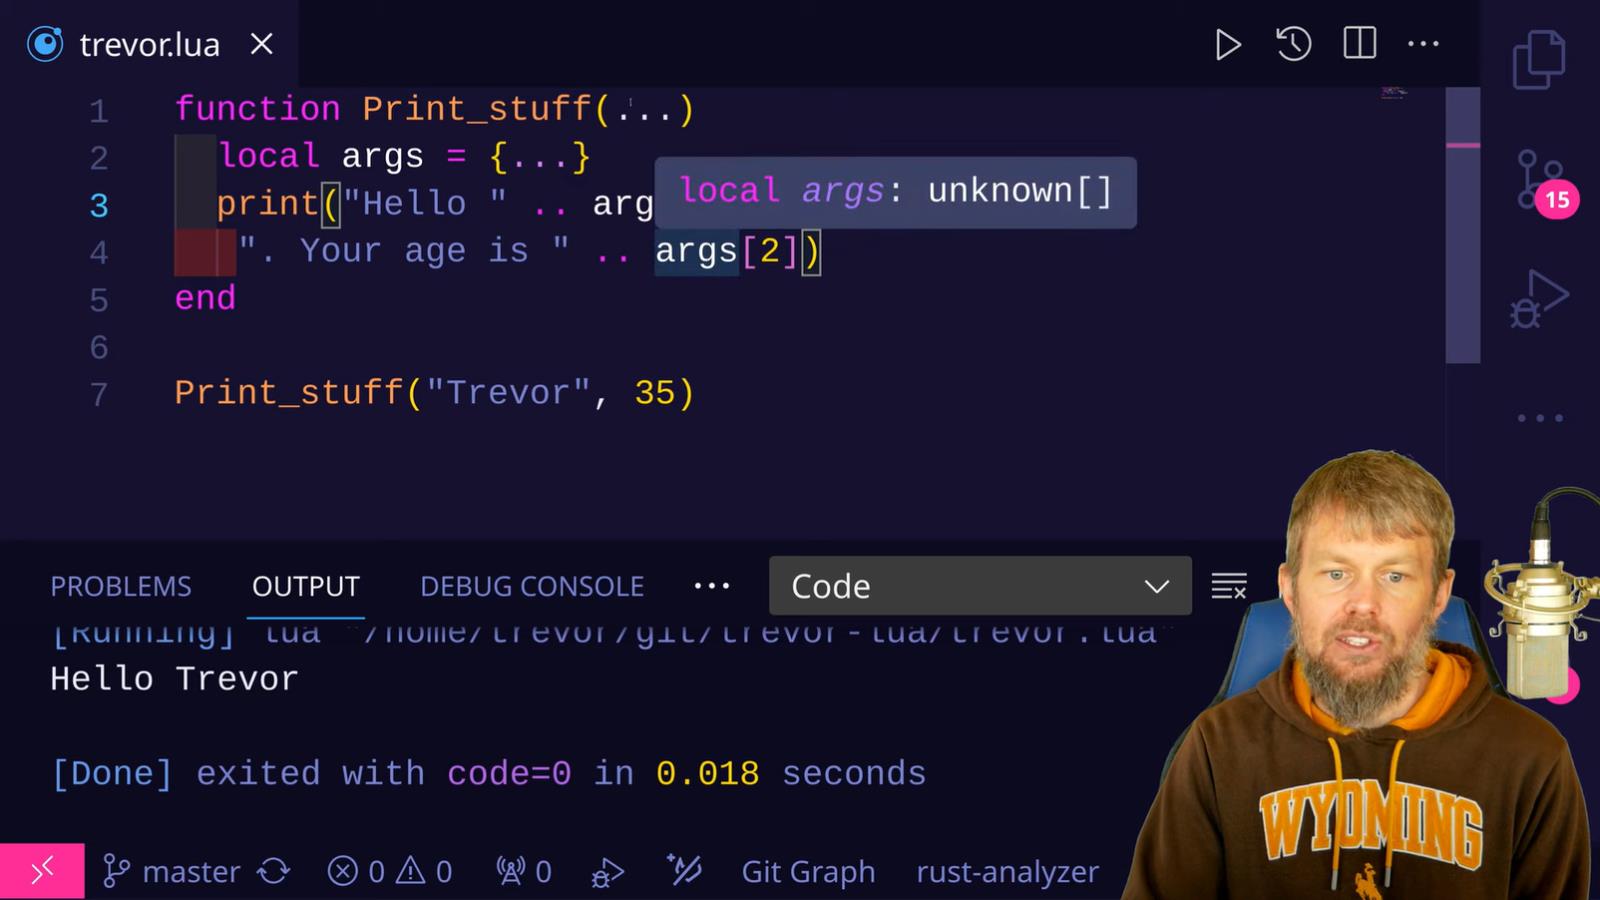 trevor.lua
1 function Print_stuff(...)
2 local args = {...}
3 print("Hello " .. arg
local args: unknown[]
4 ". Your age is " .. args[2])
5 end
6
7 Print_stuff("Trevor", 35)
15
PROBLEMS OUTPUT DEBUG CONSOLE Code
[Running] lua "/home/trevor/git/trevor-lua/trevor.lua"
Hello Trevor
[Done] exited with code=0 in 0.018 seconds
WYOMING
master 0 0 0 Git Graph rust-analyzer